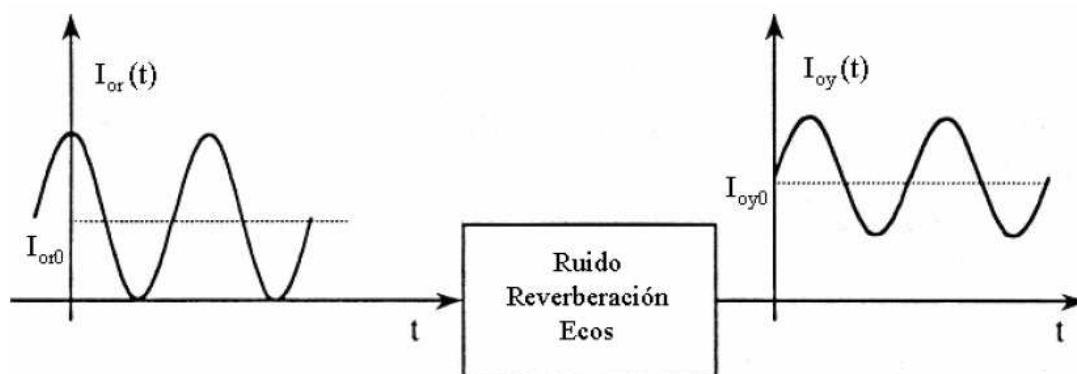 I_or (t)
I_or0
t
Ruido
Reverberación
Ecos
I_oy (t)
I_oy0
t